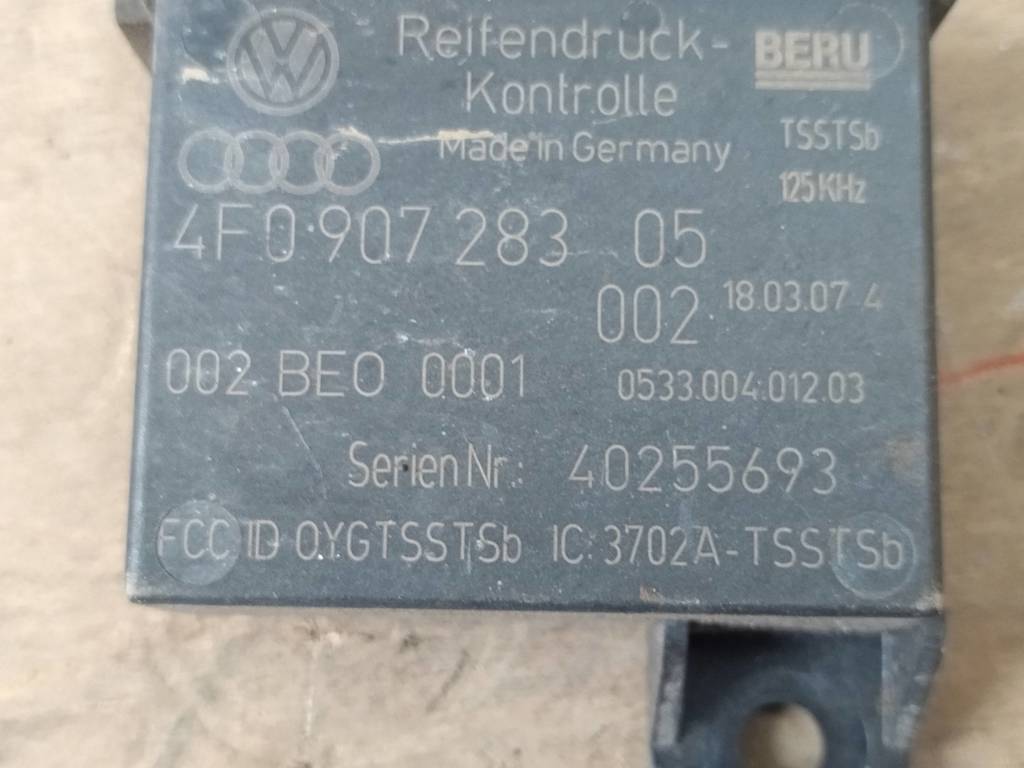 Reifendruck-
Kontrolle
BERU
Made in Germany
TSSTSb
125KHz
4F0 907 283 05
002 18.03.07 4
002 BEO 0001 0533.004.012.03
Serien Nr.: 40255693
FCC ID OYGTSSTSb IC: 3702A-TSSTSb